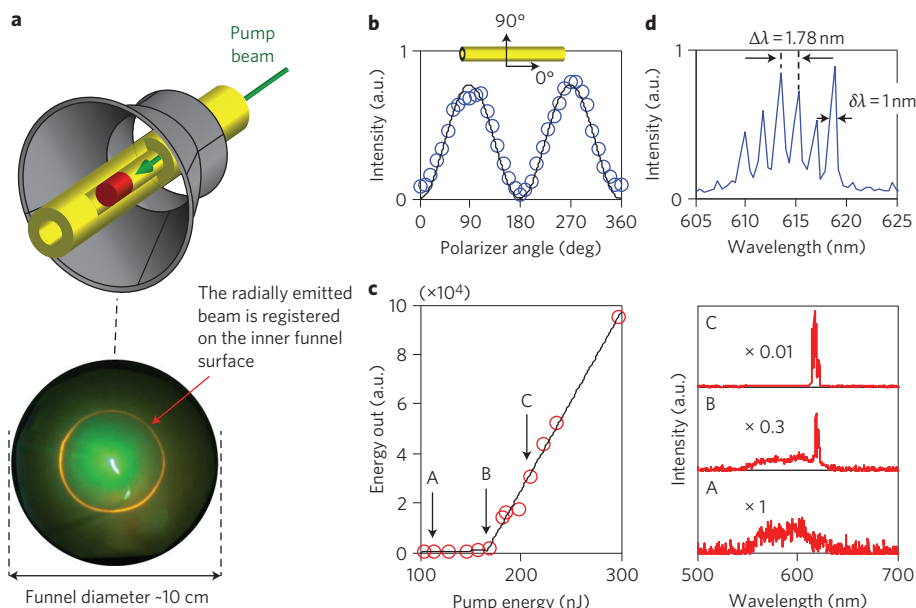 a
Pump
beam
The radially emitted
beam is registered
on the inner funnel
surface
Funnel diameter ~10 cm
b
90°
0°
Intensity (a.u.)
1
0
0 90 180 270 360
Polarizer angle (deg)
c
(×10⁴)
Energy out (a.u.)
10
8
6
4
2
0
A
B
C
100 200 300
Pump energy (nJ)
d
Δλ = 1.78 nm
δλ = 1 nm
Intensity (a.u.)
1
0
605 610 615 620 625
Wavelength (nm)
Intensity (a.u.)
C
× 0.01
B
× 0.3
A
× 1
500 600 700
Wavelength (nm)